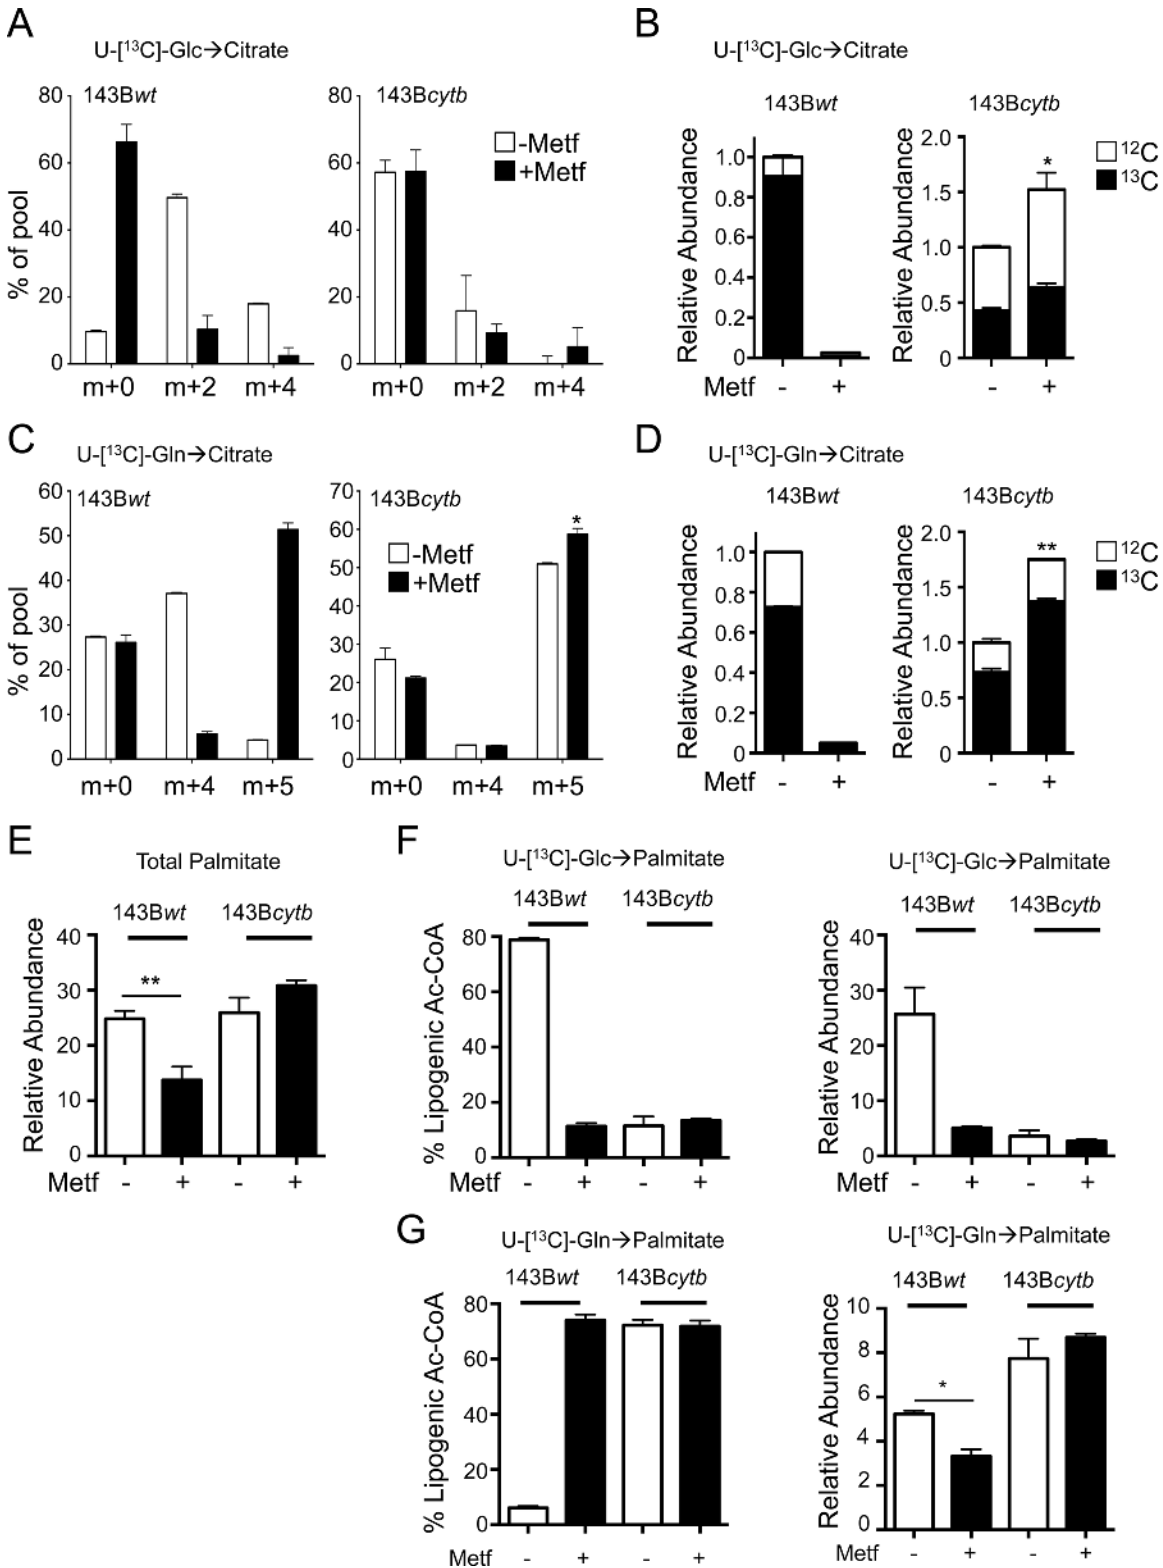 A
U-[¹³C]-Glc→Citrate
143Bwt
80
60
40
20
0
% of pool
m+0 m+2 m+4
143Bcytb
80
60
40
20
0
-Metf
+Metf
m+0 m+2 m+4
B
U-[¹³C]-Glc→Citrate
143Bwt
1.0
0.8
0.6
0.4
0.2
0
Relative Abundance
Metf - +
143Bcytb
2.0
1.5
1.0
0.5
0
Relative Abundance
*
- +
¹²C
¹³C
C
U-[¹³C]-Gln→Citrate
143Bwt
60
50
40
30
20
10
0
% of pool
m+0 m+4 m+5
143Bcytb
70
60
50
40
30
20
10
0
-Metf
+Metf
*
m+0 m+4 m+5
D
U-[¹³C]-Gln→Citrate
143Bwt
1.0
0.8
0.6
0.4
0.2
0
Relative Abundance
Metf - +
143Bcytb
2.0
1.5
1.0
0.5
0
Relative Abundance
**
- +
¹²C
¹³C
E
Total Palmitate
143Bwt 143Bcytb
40
30
20
10
0
Relative Abundance
**
Metf - + - +
F
U-[¹³C]-Glc→Palmitate
143Bwt 143Bcytb
80
60
40
20
0
% Lipogenic Ac-CoA
Metf - + - +
U-[¹³C]-Glc→Palmitate
143Bwt 143Bcytb
40
30
20
10
0
Relative Abundance
Metf - + - +
G
U-[¹³C]-Gln→Palmitate
143Bwt 143Bcytb
80
60
40
20
0
% Lipogenic Ac-CoA
Metf - + - +
U-[¹³C]-Gln→Palmitate
143Bwt 143Bcytb
10
8
6
4
2
0
Relative Abundance
*
Metf - + - +